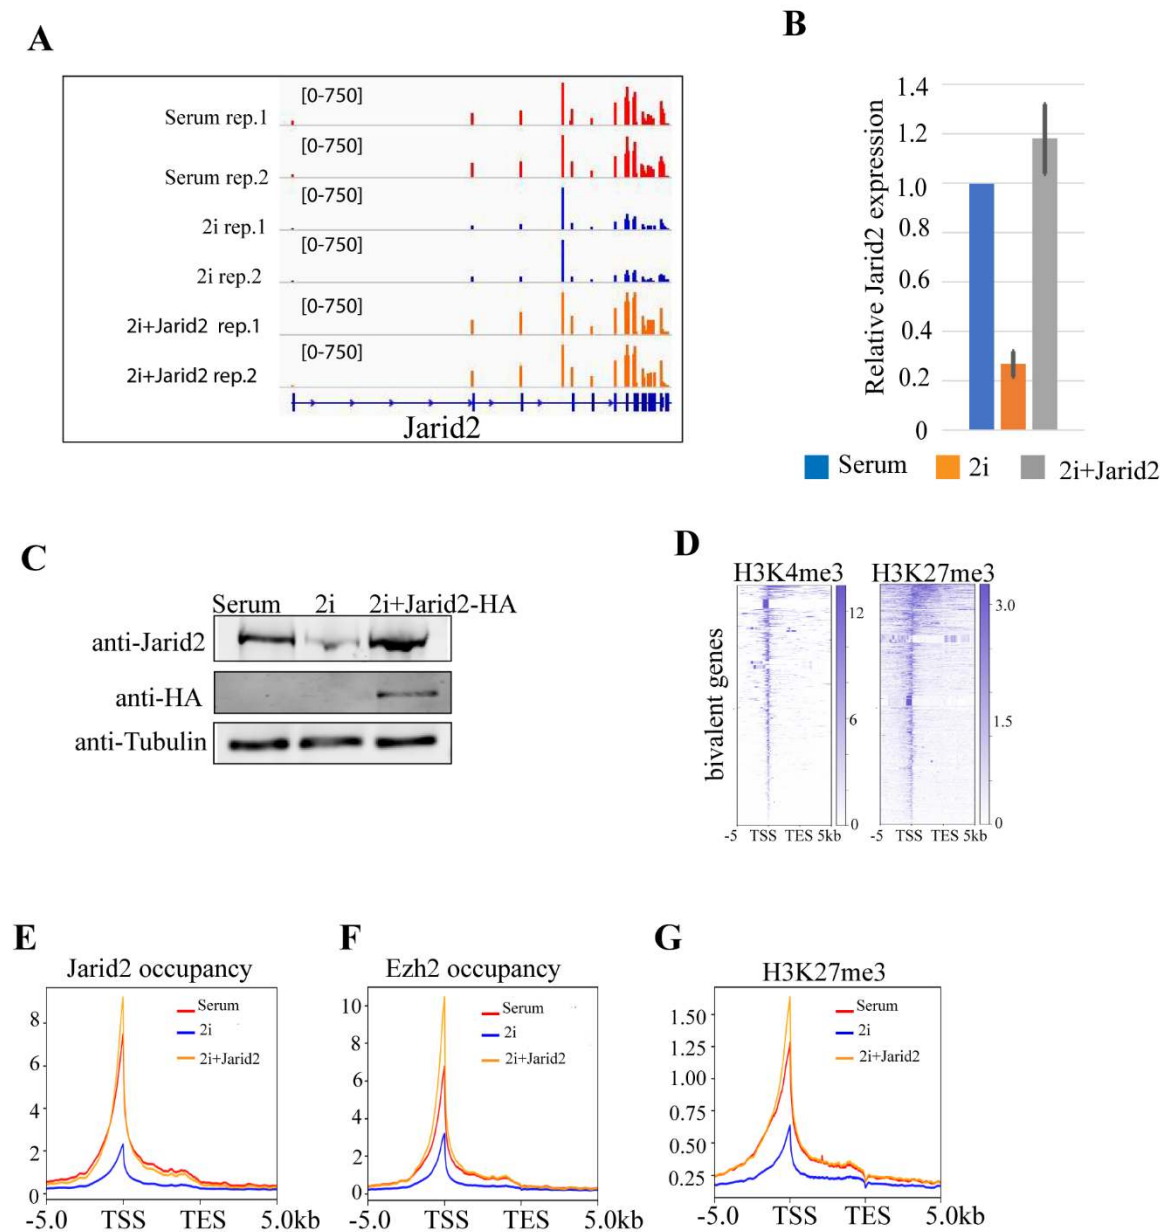 A
Serum rep.1 [0-750]
Serum rep.2 [0-750]
2i rep.1 [0-750]
2i rep.2 [0-750]
2i+Jarid2 rep.1 [0-750]
2i+Jarid2 rep.2 [0-750]
Jarid2
B
Relative Jarid2 expression
1.4
1.2
1.0
0.8
0.6
0.4
0.2
0
Serum 2i 2i+Jarid2
C
Serum 2i 2i+Jarid2-HA
anti-Jarid2
anti-HA
anti-Tubulin
D
H3K4me3 H3K27me3
bivalent genes
12
6
0
3.0
1.5
0
-5 TSS TES 5kb
-5 TSS TES 5kb
E
Jarid2 occupancy
8
6
4
2
0
Serum
2i
2i+Jarid2
-5.0 TSS TES 5.0kb
F
Ezh2 occupancy
10
8
6
4
2
0
Serum
2i
2i+Jarid2
-5.0 TSS TES 5.0kb
G
H3K27me3
1.50
1.25
1.00
0.75
0.50
0.25
Serum
2i
2i+Jarid2
-5.0 TSS TES 5.0kb